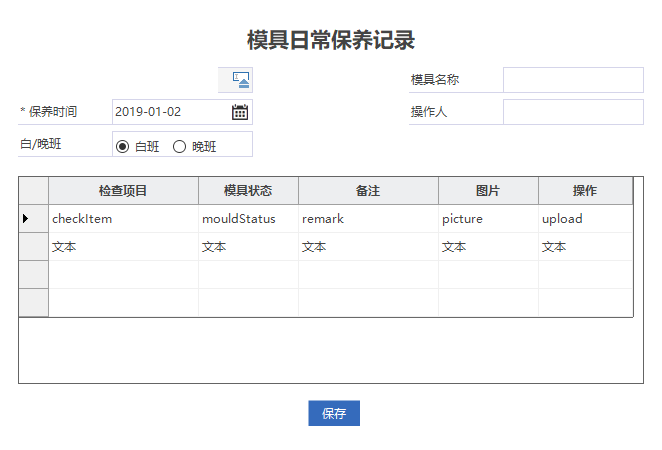 模具日常保养记录
模具名称
* 保养时间 2019-01-02 操作人
白/晚班 白班 晚班
检查项目 模具状态 备注 图片 操作
checkItem mouldStatus remark picture upload
文本 文本 文本 文本 文本
保存